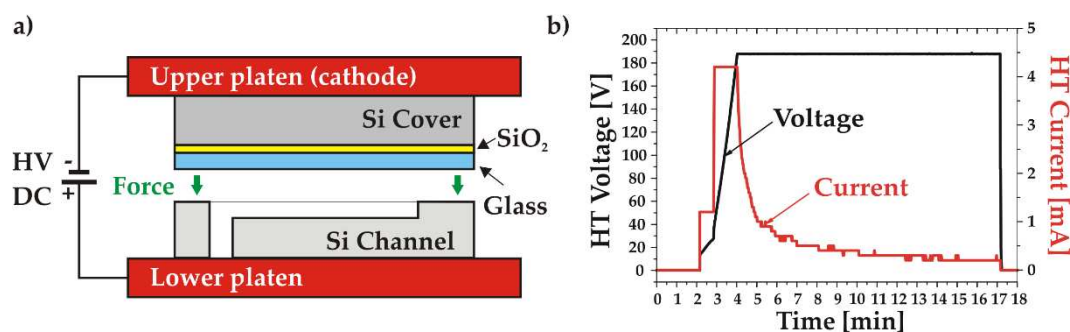 a)
Upper platen (cathode)
Si Cover
SiO2
HV -
DC +
Force
Glass
Si Channel
Lower platen
b)
HT Voltage [V]
200
180
160
140
120
100
80
60
40
20
0
Voltage
Current
0 1 2 3 4 5 6 7 8 9 10 11 12 13 14 15 16 17 18
Time [min]
5
4
3
2
1
0
HT Current [mA]